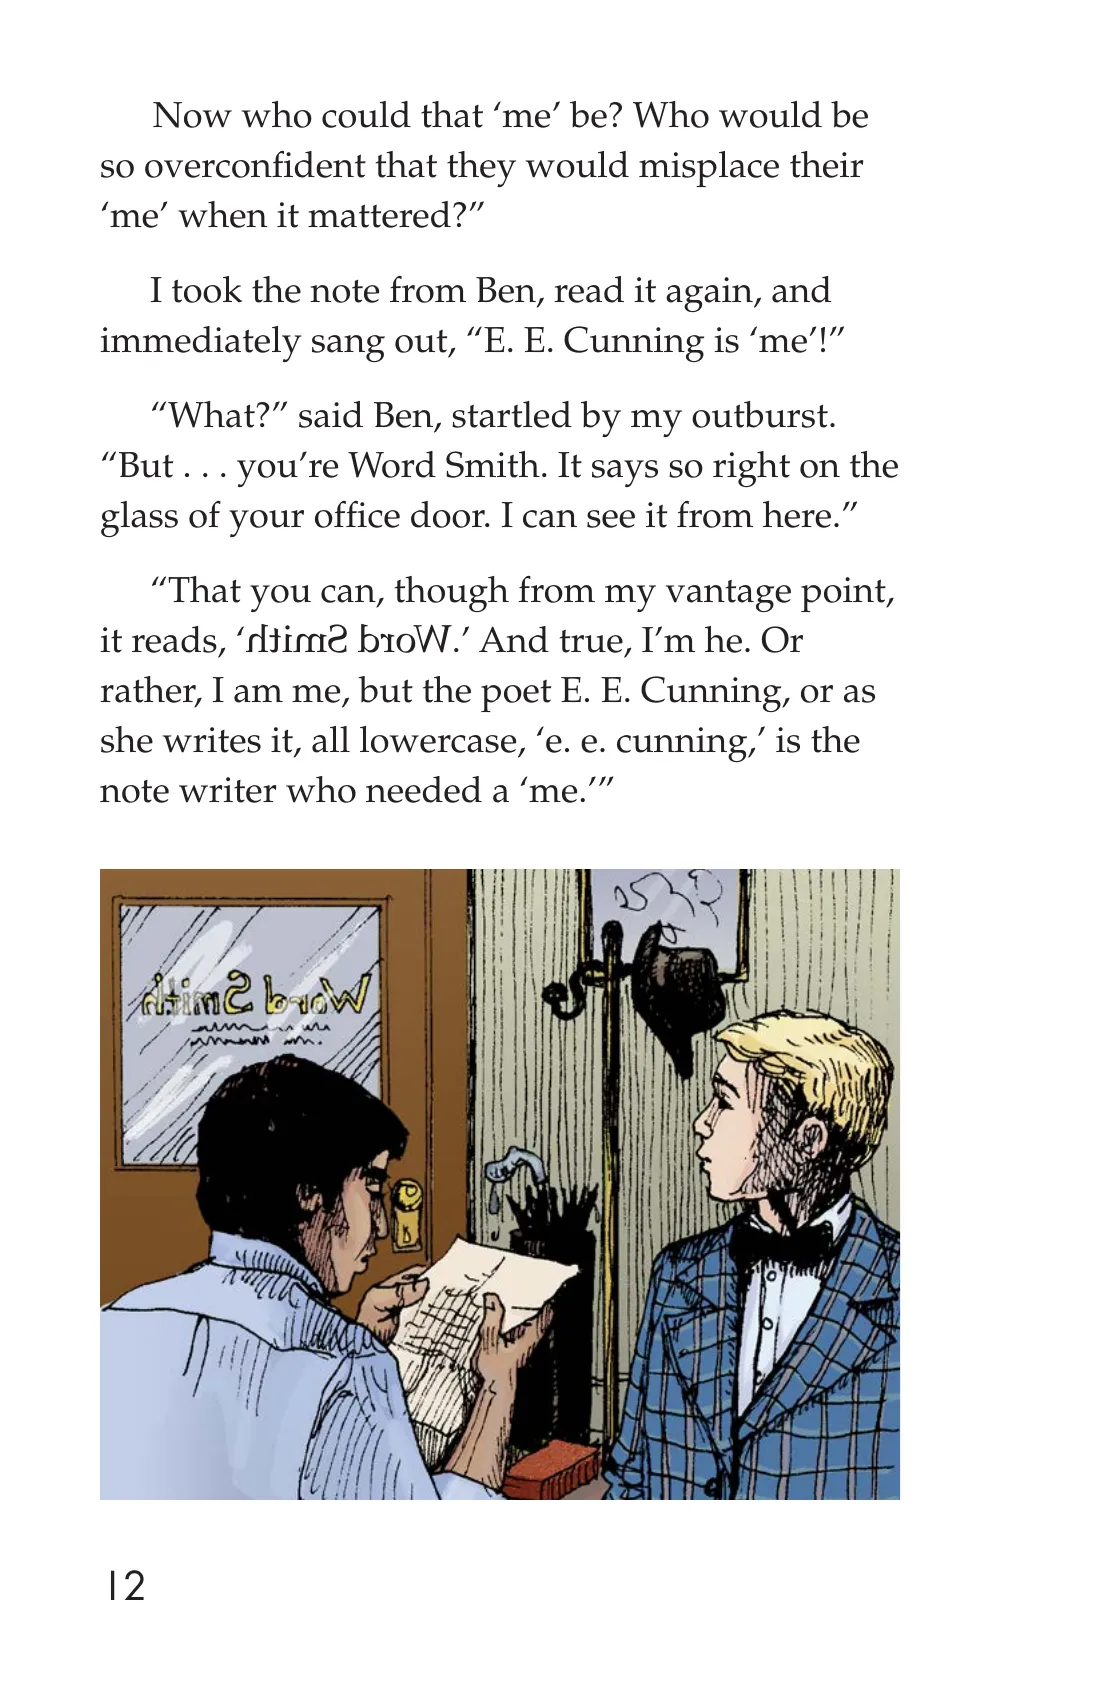 Now who could that ‘me’ be? Who would be
so overconfident that they would misplace their
‘me’ when it mattered?”
I took the note from Ben, read it again, and
immediately sang out, “E. E. Cunning is ‘me’!”
“What?” said Ben, startled by my outburst.
“But . . . you’re Word Smith. It says so right on the
glass of your office door. I can see it from here.”
“That you can, though from my vantage point,
it reads, ‘Word Smith.’ And true, I’m he. Or
rather, I am me, but the poet E. E. Cunning, or as
she writes it, all lowercase, ‘e. e. cunning,’ is the
note writer who needed a ‘me.’”
Word Smith
12